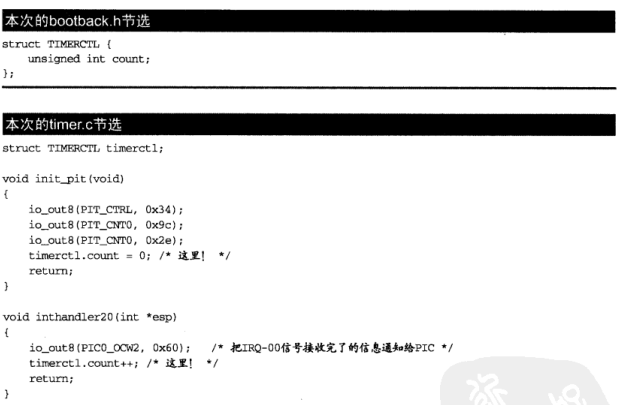 本次的bootback.h节选
struct TIMERCTL {
    unsigned int count;
};
本次的timer.c节选
struct TIMERCTL timerctl;
void init_pit(void)
{
    io_out8(PIT_CTRL, 0x34);
    io_out8(PIT_CNT0, 0x9c);
    io_out8(PIT_CNT0, 0x2e);
    timerctl.count = 0; /* 这里! */
    return;
}
void inthandler20(int *esp)
{
    io_out8(PIC0_OCW2, 0x60);   /* 把IRQ-00信号接收完了的信息通知给PIC */
    timerctl.count++; /* 这里! */
    return;
}